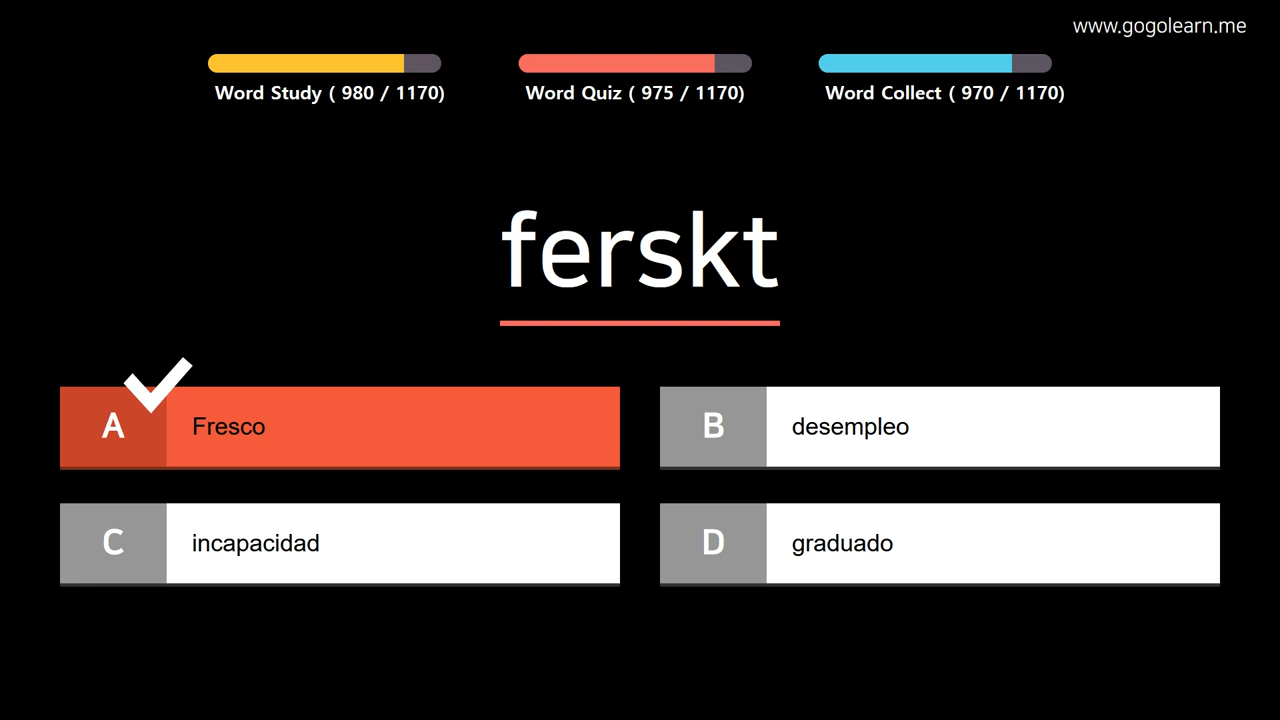 www.gogolearn.me
Word Study ( 980 / 1170)
Word Quiz ( 975 / 1170)
Word Collect ( 970 / 1170)
ferskt
A Fresco
B desempleo
C incapacidad
D graduado